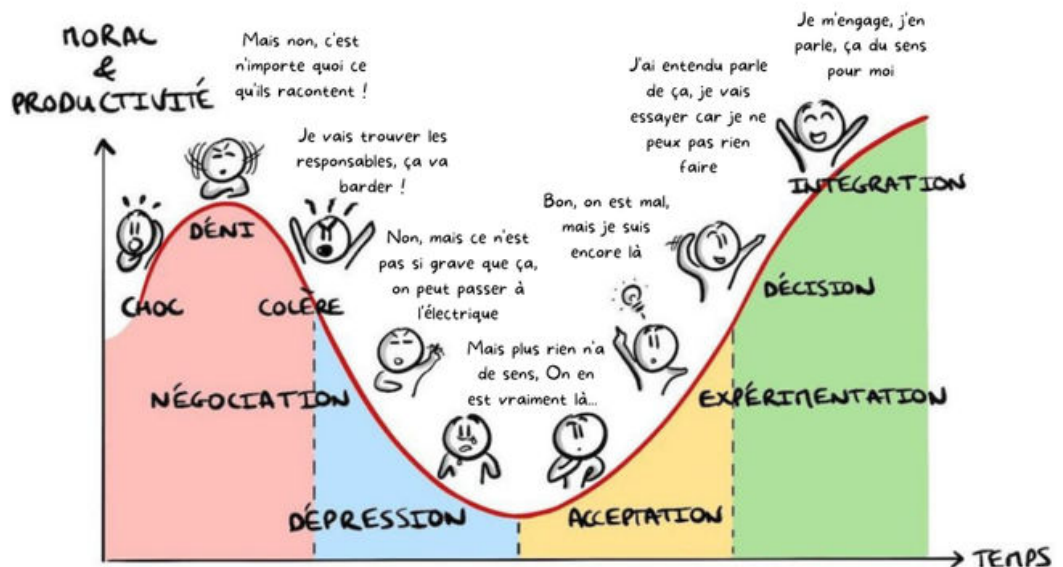 MORAL
&
PRODUCTIVITÉ
Mais non, c'est
n'importe quoi ce
qu'ils racontent !
Je vais trouver les
responsables, ça va
barder !
Non, mais ce n'est
pas si grave que ça,
on peut passer à
l'électrique
Mais plus rien n'a
de sens, On en
est vraiment là...
Bon, on est mal,
mais je suis
encore là
J'ai entendu parle
de ça, je vais
essayer car je ne
peux pas rien
faire
Je m'engage, j'en
parle, ça du sens
pour moi
CHOC
DÉNI
COLÈRE
NÉGOCIATION
DÉPRESSION
ACCEPTATION
EXPÉRIMENTATION
DÉCISION
INTEGRATION
TEMPS